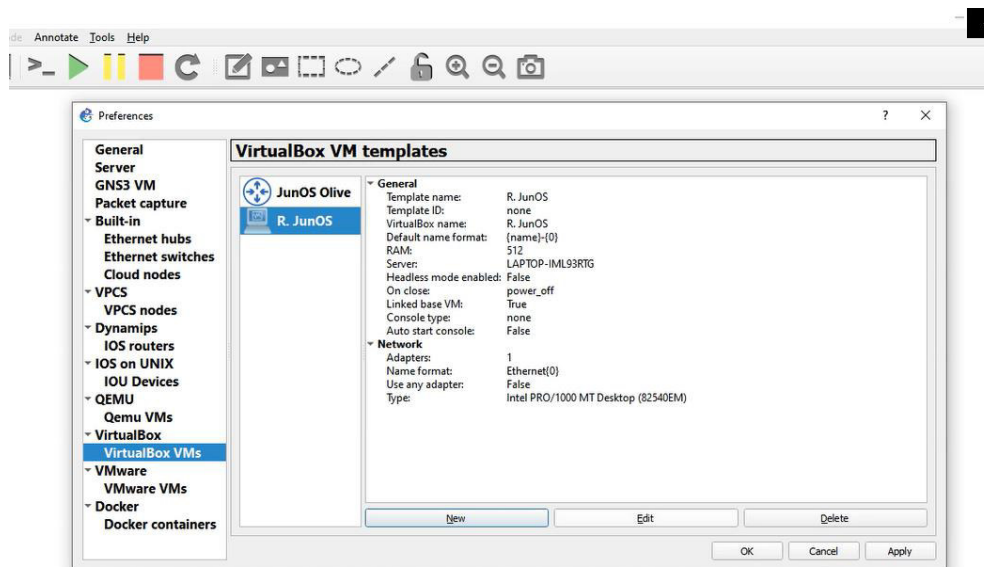 Annotate Tools Help
Preferences
? X
General
Server
GNS3 VM
Packet capture
Built-in
Ethernet hubs
Ethernet switches
Cloud nodes
VPCS
VPCS nodes
Dynamips
IOS routers
IOS on UNIX
IOU Devices
QEMU
Qemu VMs
VirtualBox
VirtualBox VMs
VMware
VMware VMs
Docker
Docker containers
VirtualBox VM templates
JunOS Olive
R. JunOS
General
Template name: R. JunOS
Template ID: none
VirtualBox name: R. JunOS
Default name format: {name}-{0}
RAM: 512
Server: LAPTOP-IML93RTG
Headless mode enabled: False
On close: power_off
Linked base VM: True
Console type: none
Auto start console: False
Network
Adapters: 1
Name format: Ethernet{0}
Use any adapter: False
Type: Intel PRO/1000 MT Desktop (82540EM)
New Edit Delete
OK Cancel Apply